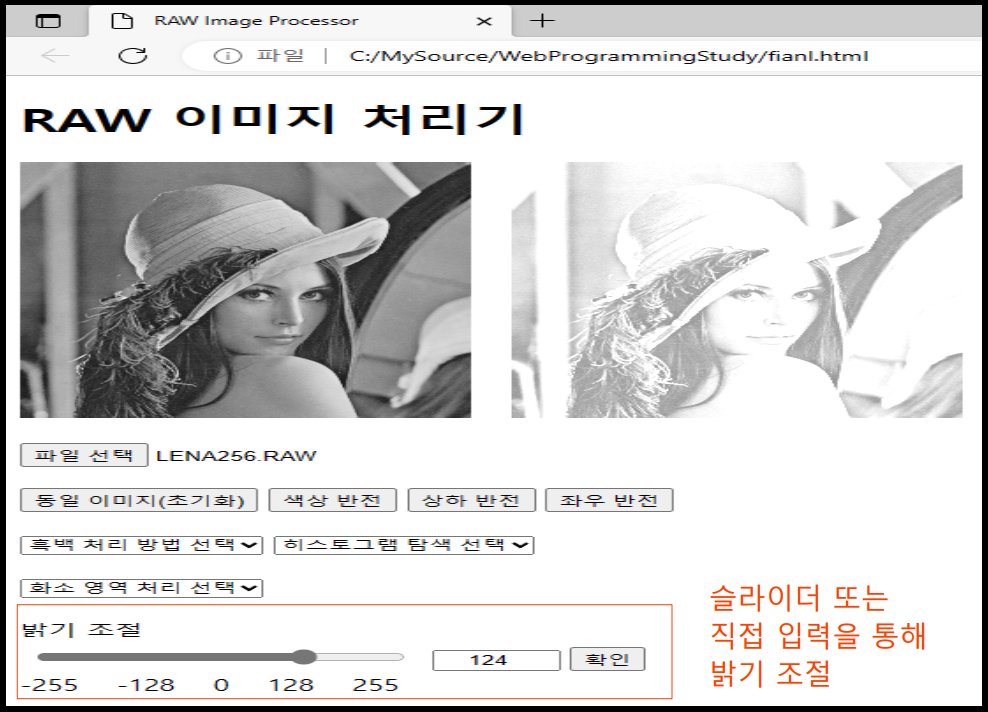 RAW Image Processor
파일 | C:/MySource/WebProgrammingStudy/fianl.html
RAW 이미지 처리기
파일 선택 LENA256.RAW
동일 이미지(초기화) 색상 반전 상하 반전 좌우 반전
흑백 처리 방법 선택 히스토그램 탐색 선택
화소 영역 처리 선택
밝기 조절
124 확인
-255 -128 0 128 255
슬라이더 또는
직접 입력을 통해
밝기 조절